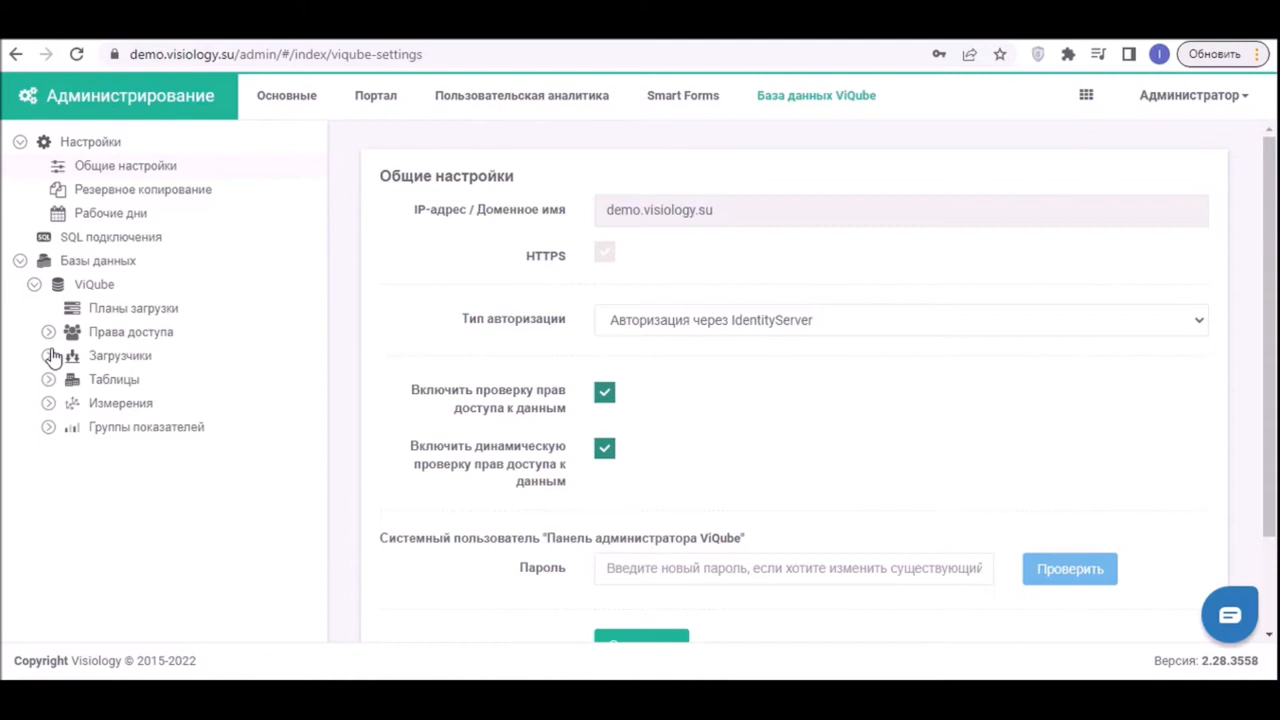 demo.visiology.su/admin/#/index/viqube-settings
Обновить
Администрирование
Основные
Портал
Пользовательская аналитика
Smart Forms
База данных ViQube
Администратор
Настройки
Общие настройки
Резервное копирование
Рабочие дни
SQL SQL подключения
Базы данных
ViQube
Планы загрузки
Права доступа
Загрузчики
Таблицы
Измерения
Группы показателей
Общие настройки
IP-адрес / Доменное имя
demo.visiology.su
HTTPS
Тип авторизации
Авторизация через IdentityServer
Включить проверку прав
доступа к данным
Включить динамическую
проверку прав доступа к
данным
Системный пользователь "Панель администратора ViQube"
Пароль
Введите новый пароль, если хотите изменить существующий
Проверить
Copyright Visiology © 2015-2022
Версия: 2.28.3558